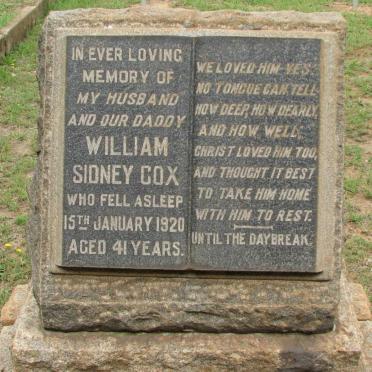 IN EVER LOVING
MEMORY OF
MY HUSBAND
AND OUR DADDY
WILLIAM
SIDNEY COX
WHO FELL ASLEEP
15TH JANUARY 1920
AGED 41 YEARS.
WE LOVED HIM - YES.
NO TONGUE CAN TELL
HOW DEEP, HOW DEARLY,
AND HOW WELL,
CHRIST LOVED HIM TOO,
AND THOUGHT IT BEST
TO TAKE HIM HOME
WITH HIM TO REST.
UNTIL THE DAYBREAK.